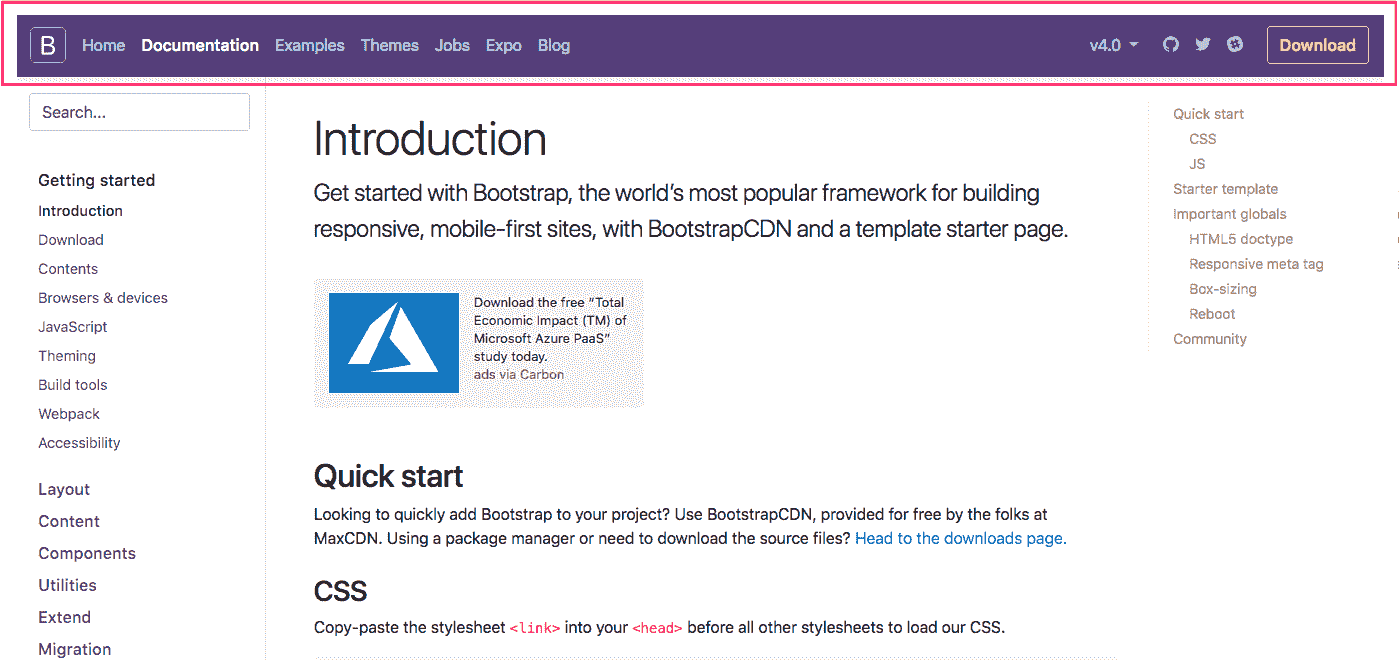 B Home Documentation Examples Themes Jobs Expo Blog v4.0 Download
Search...
Getting started
Introduction
Download
Contents
Browsers & devices
JavaScript
Theming
Build tools
Webpack
Accessibility
Layout
Content
Components
Utilities
Extend
Migration
Introduction
Get started with Bootstrap, the world's most popular framework for building
responsive, mobile-first sites, with BootstrapCDN and a template starter page.
Download the free “Total
Economic Impact (TM) of
Microsoft Azure PaaS”
study today.
ads via Carbon
Quick start
Looking to quickly add Bootstrap to your project? Use BootstrapCDN, provided for free by the folks at
MaxCDN. Using a package manager or need to download the source files? Head to the downloads page.
CSS
Copy-paste the stylesheet <link> into your <head> before all other stylesheets to load our CSS.
Quick start
CSS
JS
Starter template
Important globals
HTML5 doctype
Responsive meta tag
Box-sizing
Reboot
Community